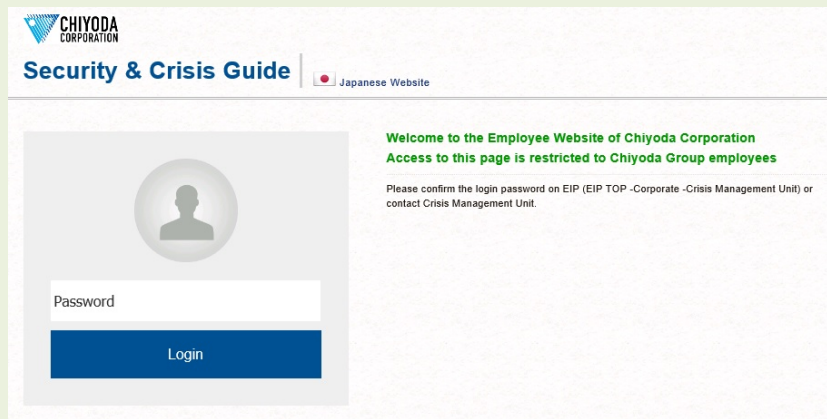 CHIYODA
CORPORATION
Security & Crisis Guide
Japanese Website
Welcome to the Employee Website of Chiyoda Corporation
Access to this page is restricted to Chiyoda Group employees
Please confirm the login password on EIP (EIP TOP -Corporate -Crisis Management Unit) or
contact Crisis Management Unit.
Password
Login